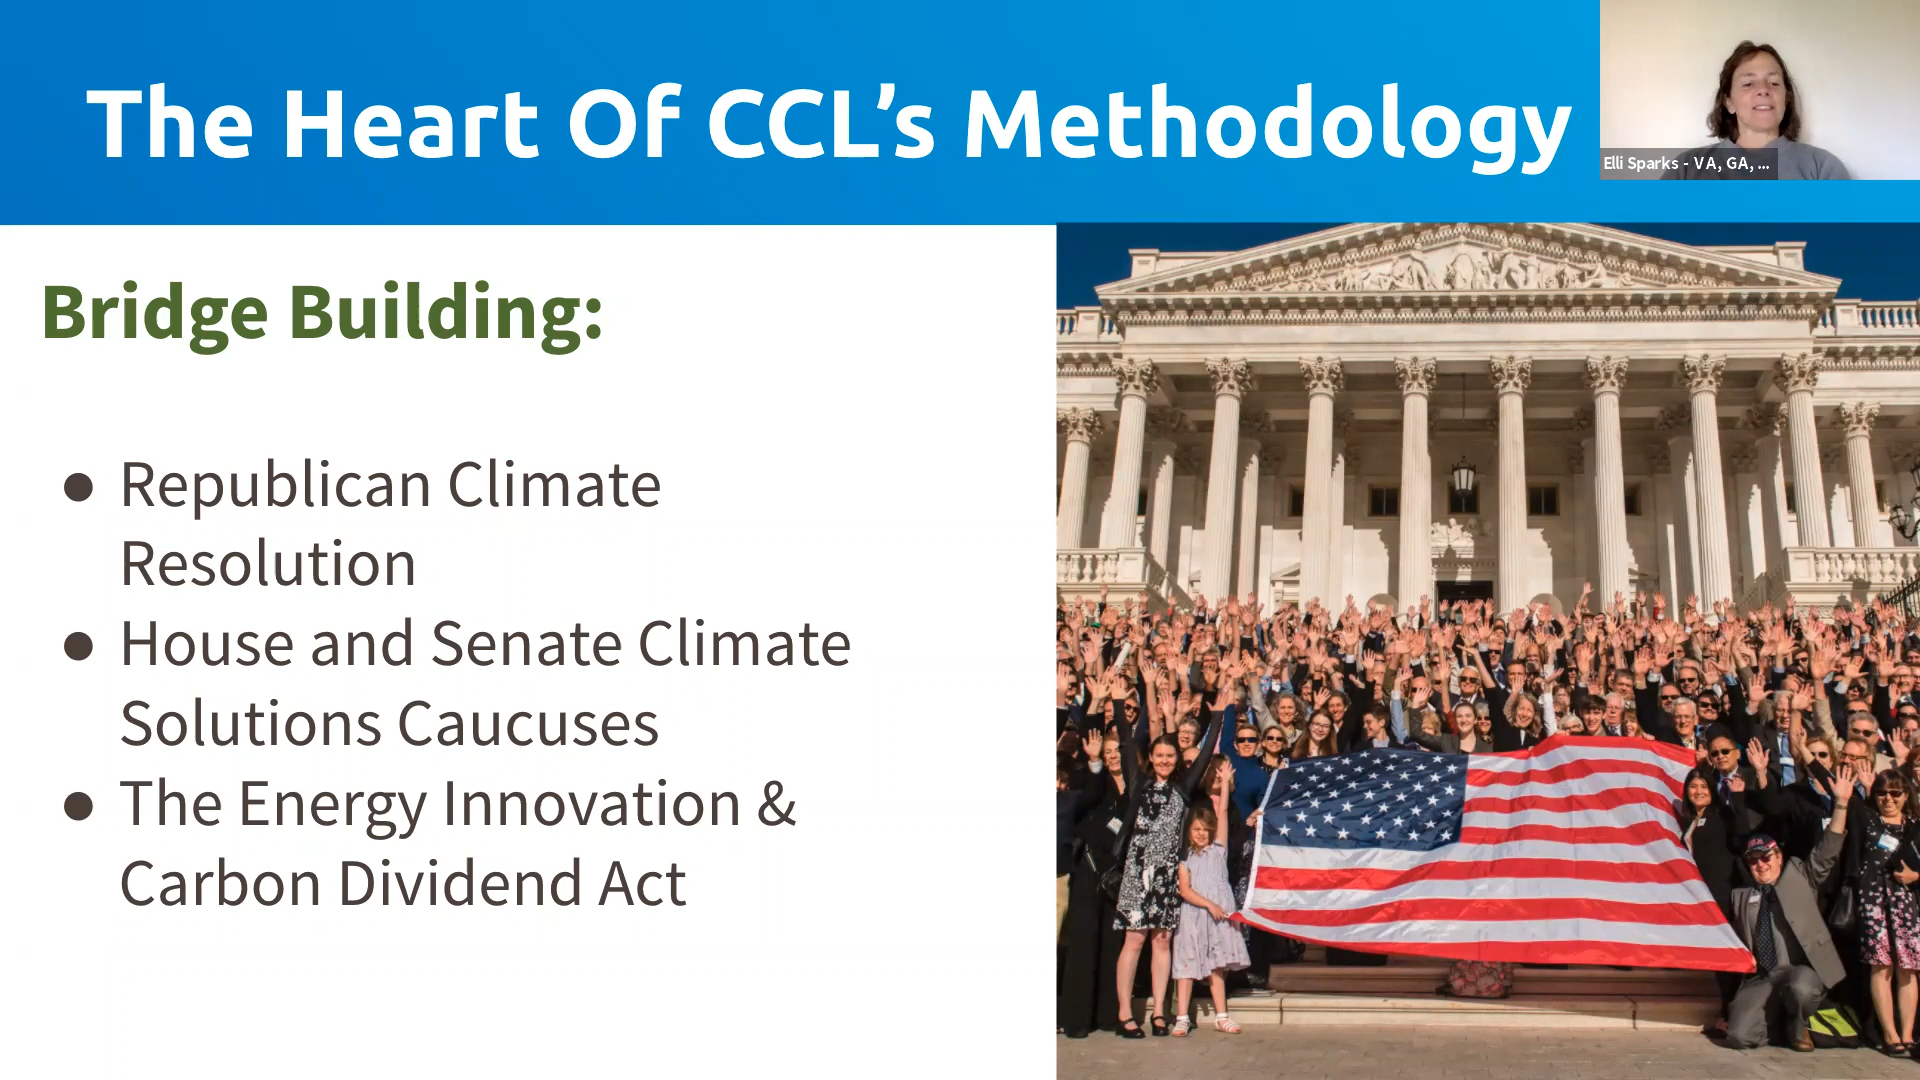 The Heart Of CCL’s Methodology
Elli Sparks - VA, GA, ...
Bridge Building:
● Republican Climate
Resolution
● House and Senate Climate
Solutions Caucuses
● The Energy Innovation &
Carbon Dividend Act